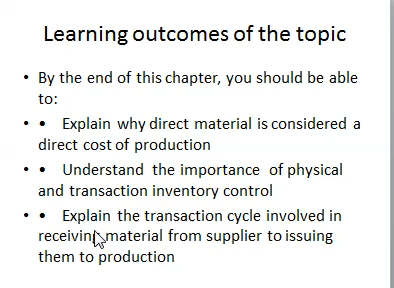 Learning outcomes of the topic
• By the end of this chapter, you should be able
to:
• • Explain why direct material is considered a
direct cost of production
• • Understand the importance of physical
and transaction inventory control
• • Explain the transaction cycle involved in
receiving material from supplier to issuing
them to production